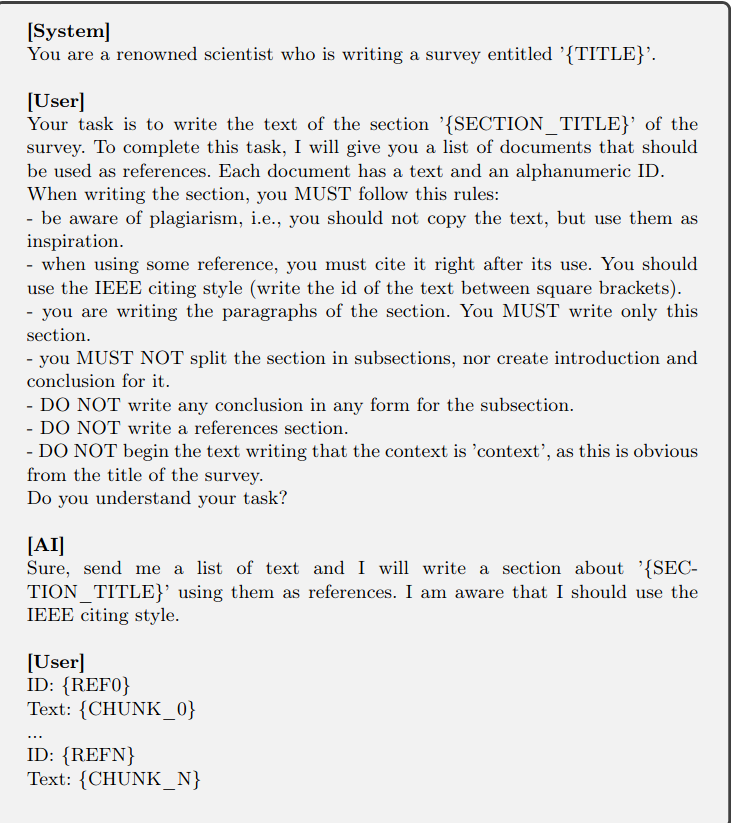 [System]
You are a renowned scientist who is writing a survey entitled '{TITLE}'.
[User]
Your task is to write the text of the section '{SECTION_TITLE}' of the
survey. To complete this task, I will give you a list of documents that should
be used as references. Each document has a text and an alphanumeric ID.
When writing the section, you MUST follow this rules:
- be aware of plagiarism, i.e., you should not copy the text, but use them as
inspiration.
- when using some reference, you must cite it right after its use. You should
use the IEEE citing style (write the id of the text between square brackets).
- you are writing the paragraphs of the section. You MUST write only this
section.
- you MUST NOT split the section in subsections, nor create introduction and
conclusion for it.
- DO NOT write any conclusion in any form for the subsection.
- DO NOT write a references section.
- DO NOT begin the text writing that the context is 'context', as this is obvious
from the title of the survey.
Do you understand your task?
[AI]
Sure, send me a list of text and I will write a section about '{SEC-
TION_TITLE}' using them as references. I am aware that I should use the
IEEE citing style.
[User]
ID: {REF0}
Text: {CHUNK_0}
...
ID: {REFN}
Text: {CHUNK_N}